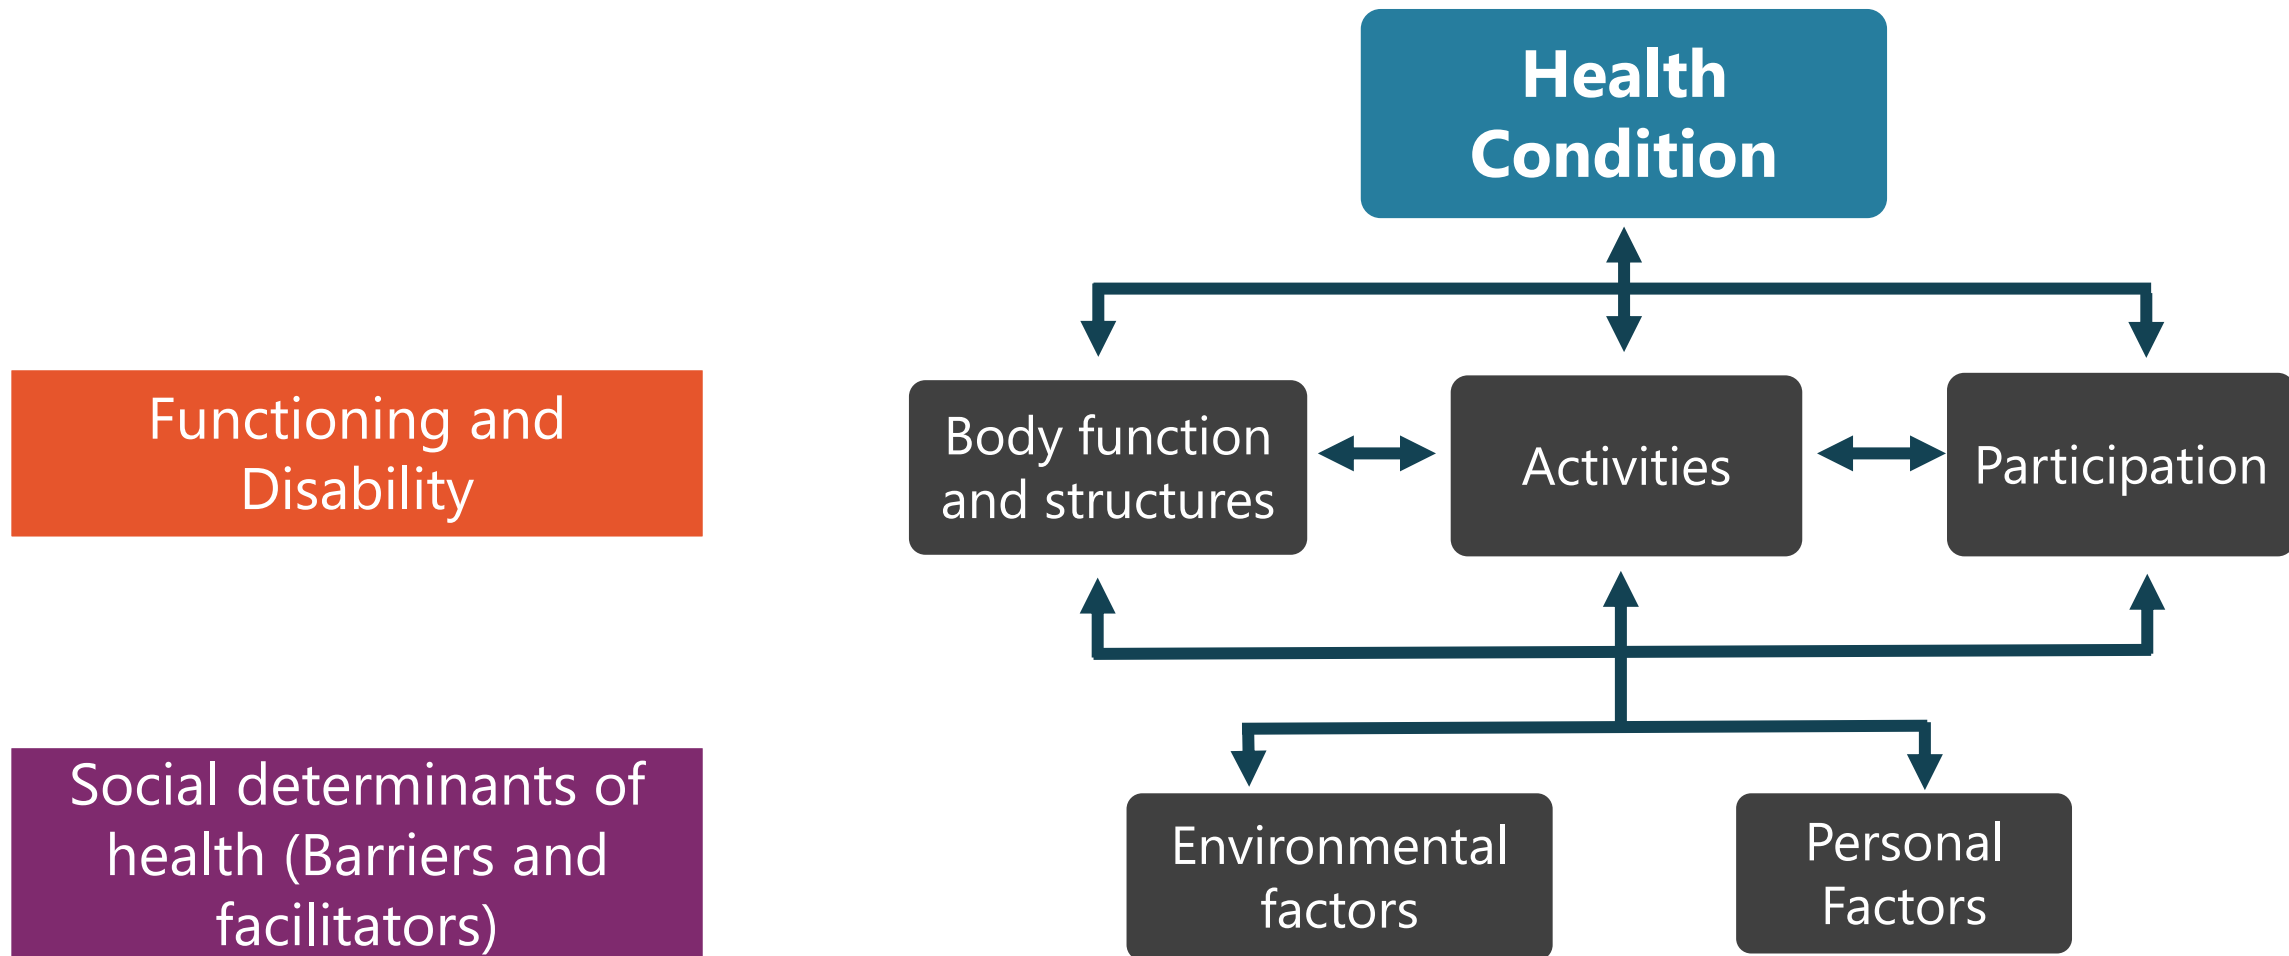 Health
Condition
Functioning and
Disability
Body function
and structures
Activities
Participation
Social determinants of
health (Barriers and
facilitators)
Environmental
factors
Personal
Factors